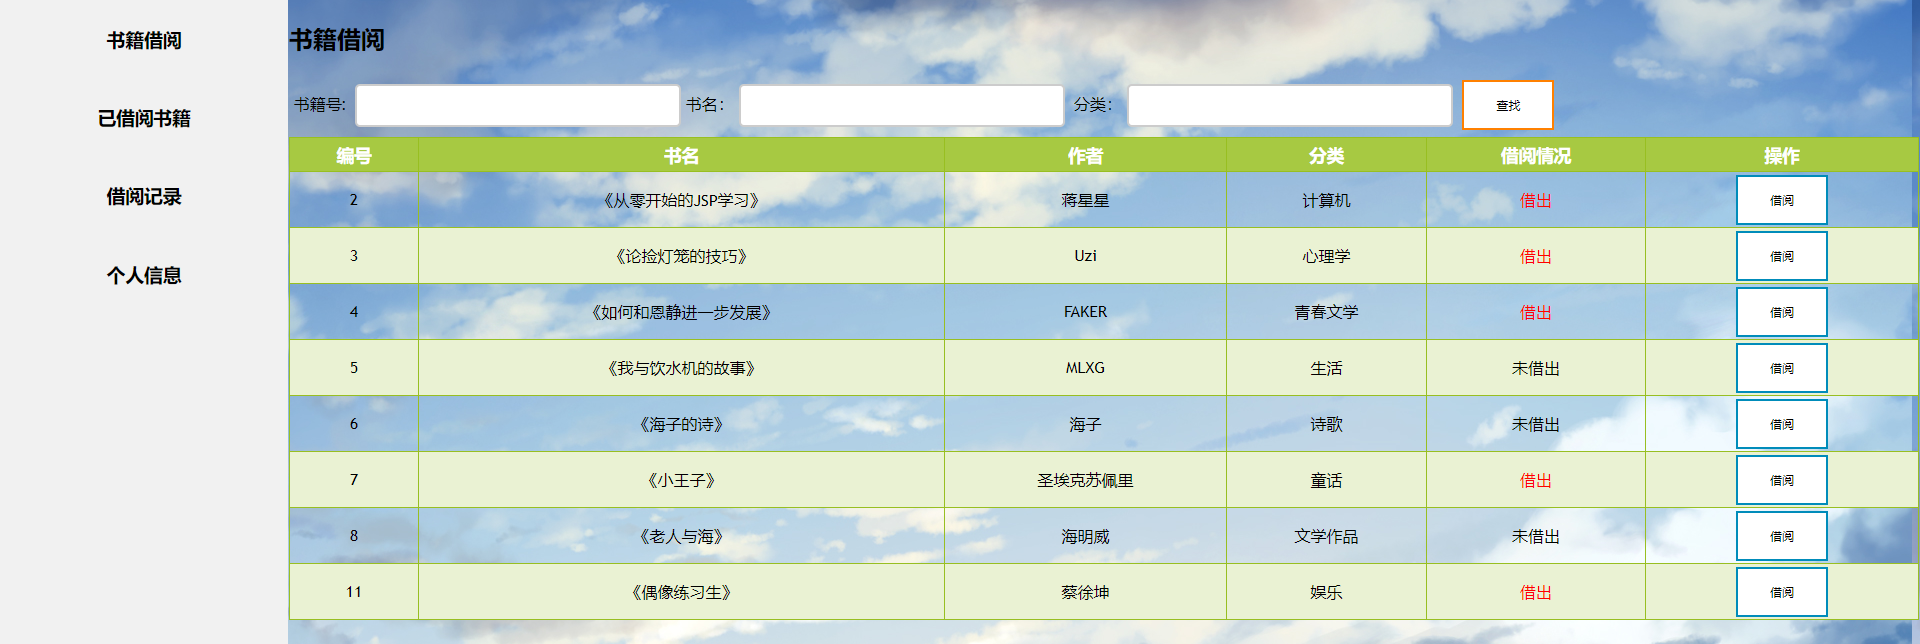 书籍借阅
已借阅书籍
借阅记录
个人信息
书籍借阅
书籍号: 书名： 分类： 查找
编号 书名 作者 分类 借阅情况 操作
2 《从零开始的JSP学习》 蒋星星 计算机 借出 借阅
3 《论捡灯笼的技巧》 Uzi 心理学 借出 借阅
4 《如何和恩静进一步发展》 FAKER 青春文学 借出 借阅
5 《我与饮水机的故事》 MLXG 生活 未借出 借阅
6 《海子的诗》 海子 诗歌 未借出 借阅
7 《小王子》 圣埃克苏佩里 童话 借出 借阅
8 《老人与海》 海明威 文学作品 未借出 借阅
11 《偶像练习生》 蔡徐坤 娱乐 借出 借阅